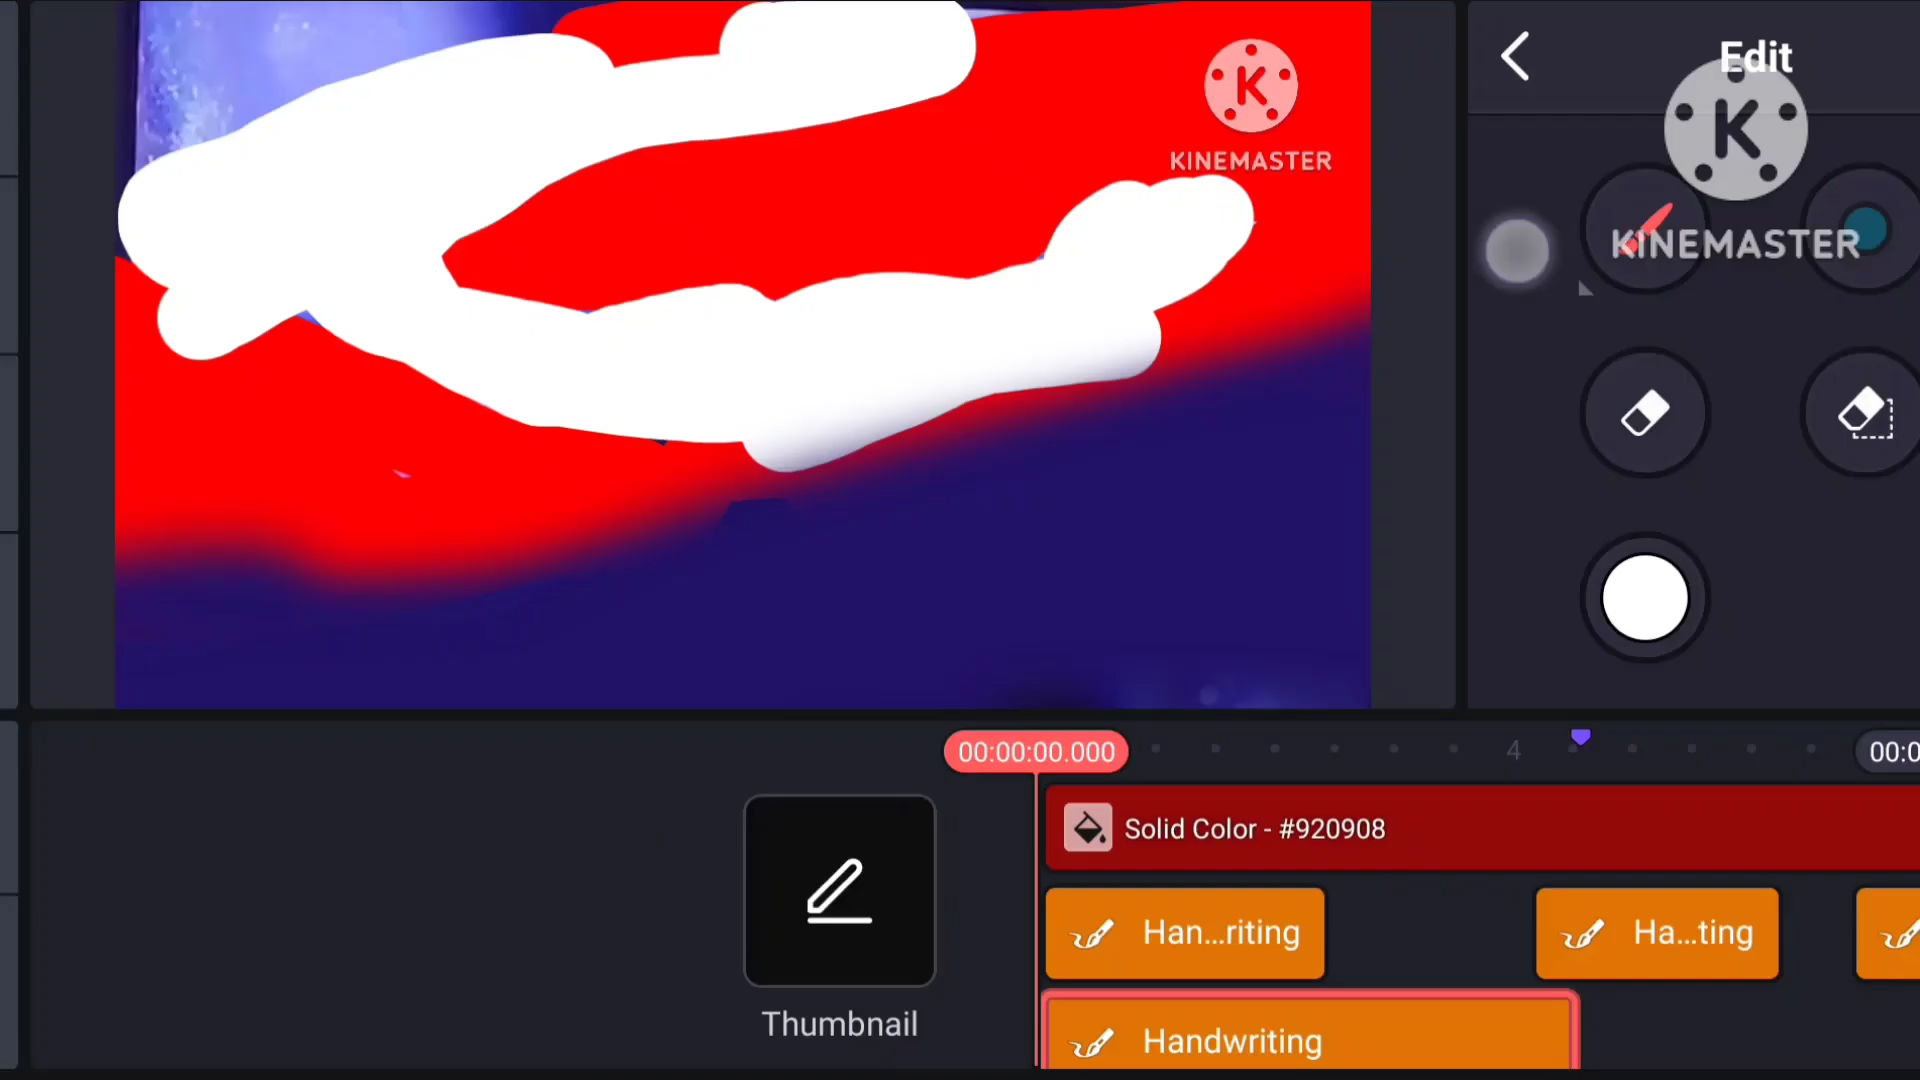 Edit
K
KINEMASTER
K
KINEMASTER
00:00:00.000
4
00:0
Solid Color - #920908
Han...riting
Ha...ting
Thumbnail
Handwriting